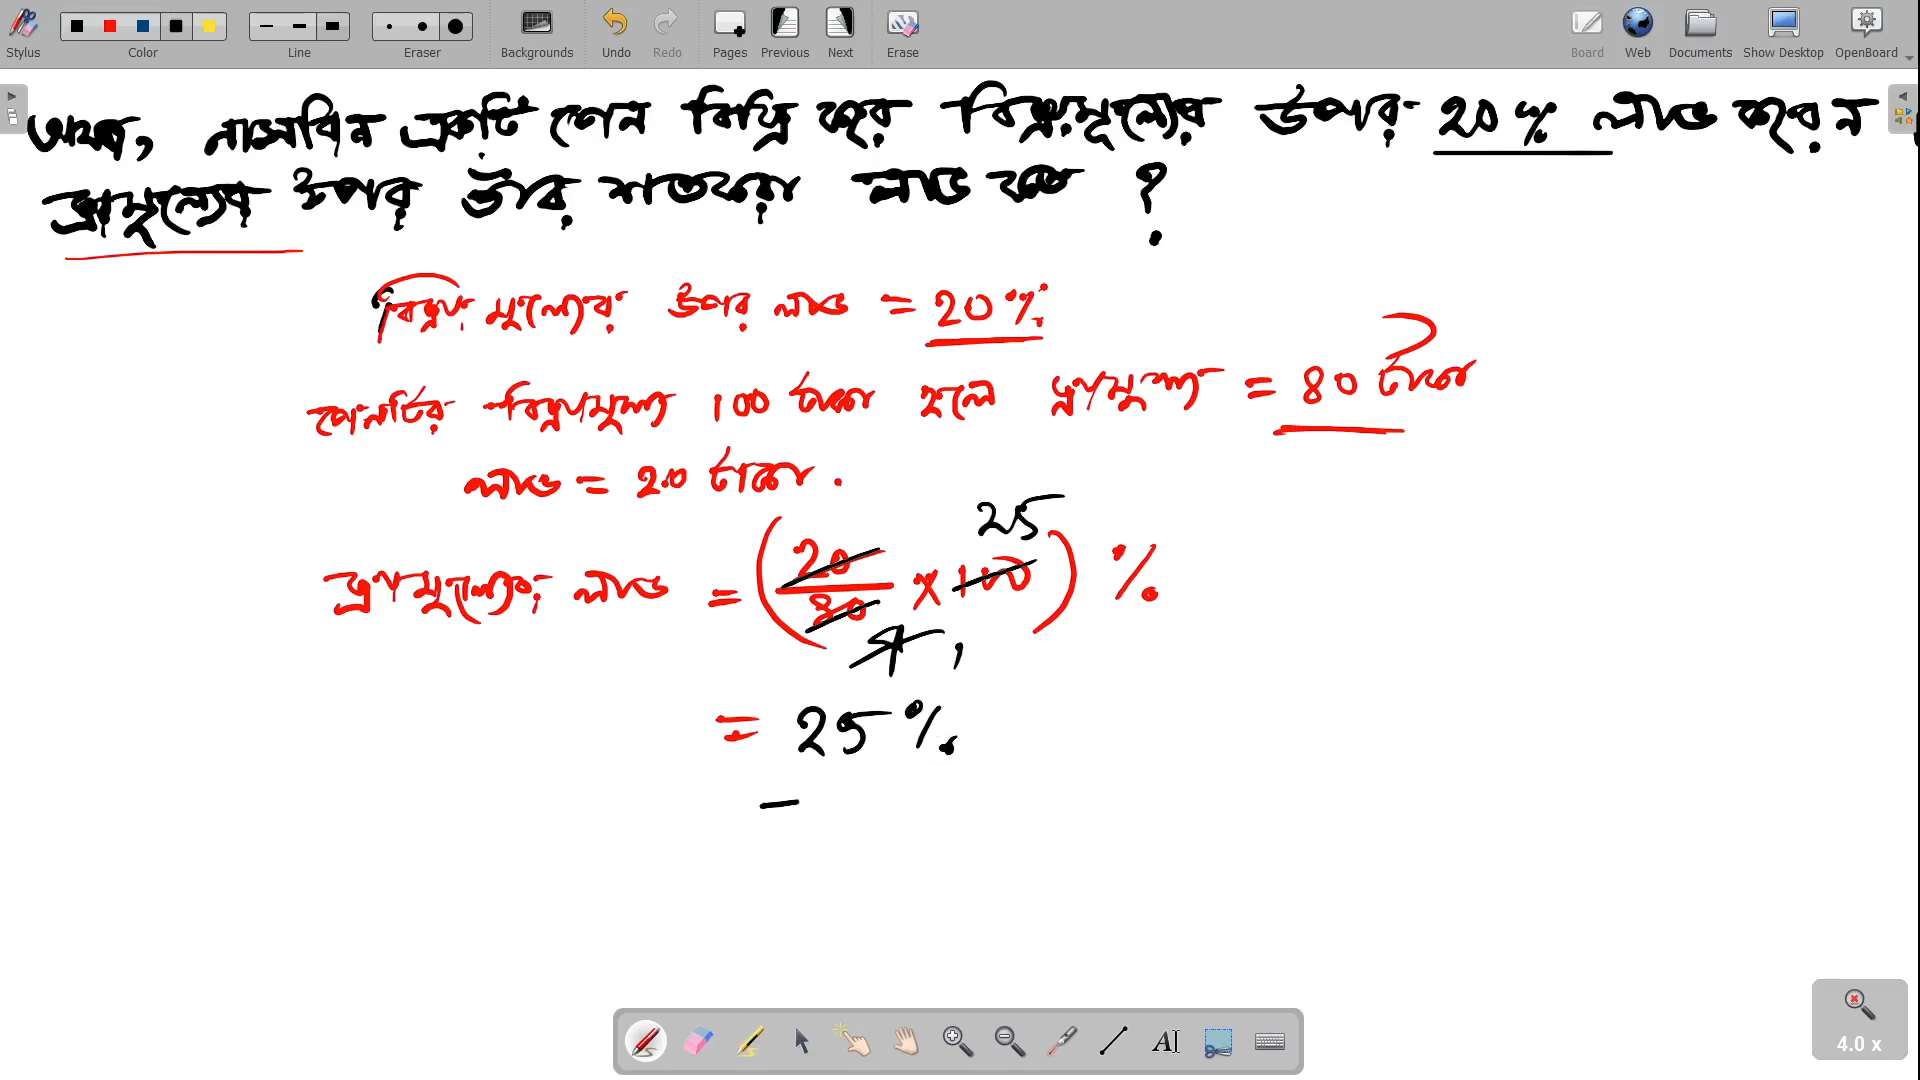 Stylus Color Line Eraser Backgrounds Undo Redo Pages Previous Next Erase Board Web Documents Show Desktop OpenBoard
নাসরিন একটি পেন বিক্রি করে বিক্রয়মূল্যের উপর 20% লাভ করেন
ক্রয়মূল্যের উপর তাঁর শতকরা লাভ কত ?
বিক্রয় মূল্যের উপর লাভ = 20%
পেনটির বিক্রয়মূল্য 100 টাকা হলে ক্রয়মূল্য = 80 টাকা
লাভ = 20 টাকা .
25
ক্রয়মূল্যের লাভ = ( 20/80 × 100 ) %
4 1
= 25 %
4.0 x